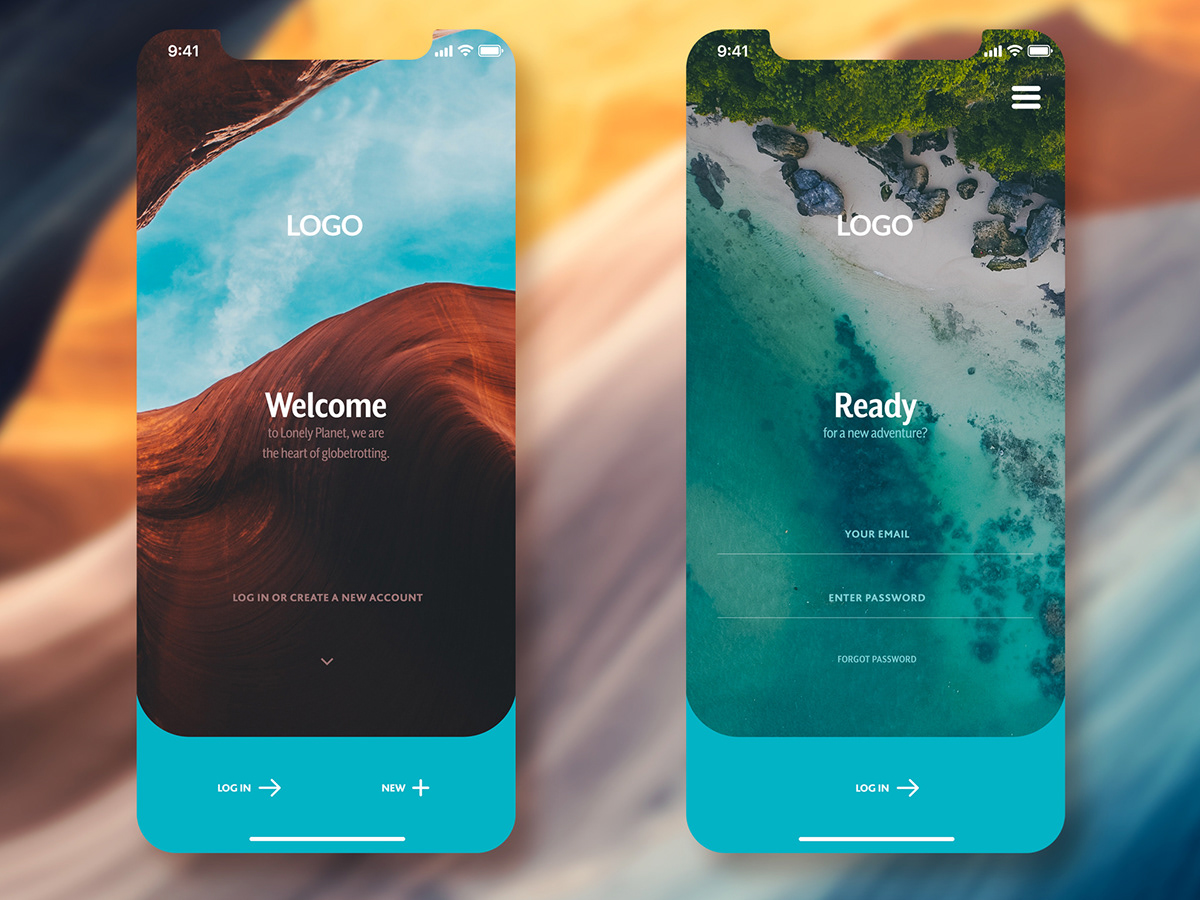 9:41
LOGO
Welcome
to Lonely Planet, we are
the heart of globetrotting.
LOG IN OR CREATE A NEW ACCOUNT
LOG IN
NEW
9:41
LOGO
Ready
for a new adventure?
YOUR EMAIL
ENTER PASSWORD
FORGOT PASSWORD
LOG IN